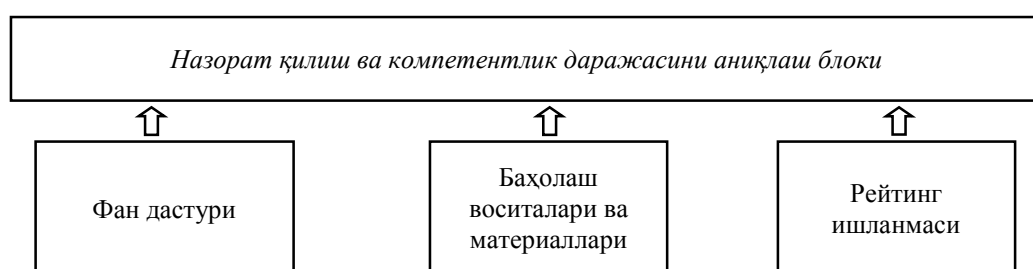 Назорат қилиш ва компетентлик даражасини аниқлаш блоки
Фан дастури
Баҳолаш
воситалари ва
материаллари
Рейтинг
ишланмаси